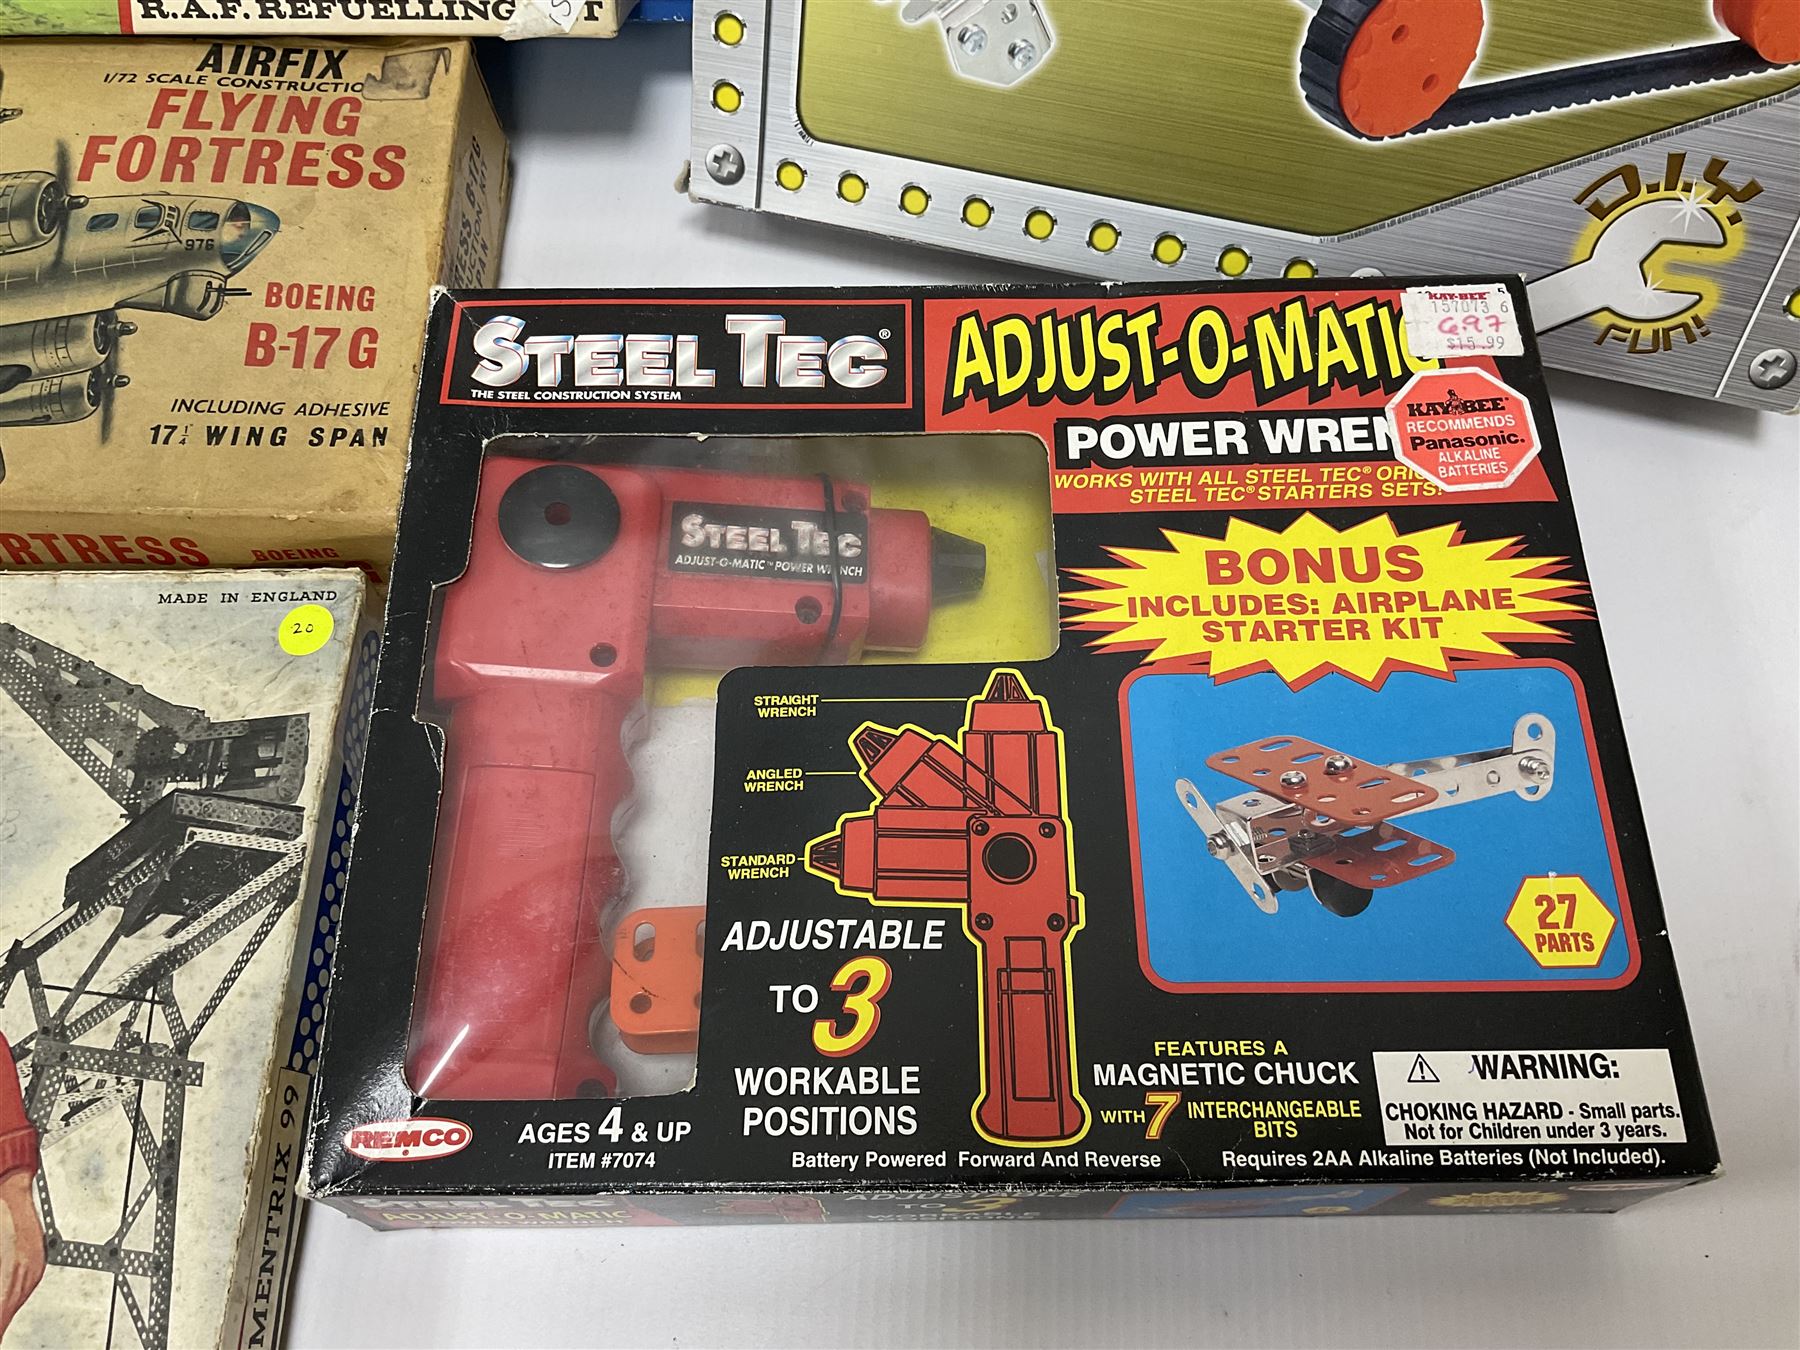 R.A.F. REFUELLING
AIRFIX
1/72 SCALE
FLYING
FORTRESS
976
BOEING
B-17G
INCLUDING ADHESIVE
17¼ WING SPAN
BOEING
MADE IN ENGLAND
20
MENTRIX 99
D.I.Y.
FUN!
STEEL TEC®
THE STEEL CONSTRUCTION SYSTEM
ADJUST-O-MATIC
POWER WREN
WORKS WITH ALL STEEL TEC® ORI
STEEL TEC® STARTERS SETS!
KAY-BEE 5
157073 6
6.97
$15.99
KAY BEE
RECOMMENDS
Panasonic.
ALKALINE
BATTERIES
STEEL TEC
ADJUST-O-MATIC™ POWER WRENCH
BONUS
INCLUDES: AIRPLANE
STARTER KIT
27
PARTS
STRAIGHT
WRENCH
ANGLED
WRENCH
STANDARD
WRENCH
ADJUSTABLE
TO 3
WORKABLE
POSITIONS
FEATURES A
MAGNETIC CHUCK
WITH 7 INTERCHANGEABLE
BITS
WARNING:
CHOKING HAZARD - Small parts.
Not for Children under 3 years.
REMCO
AGES 4 & UP
ITEM #7074
Battery Powered Forward And Reverse
Requires 2AA Alkaline Batteries (Not Included).
ADJUST-O-MATIC